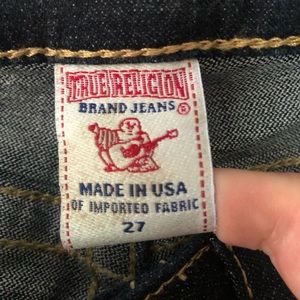 TRUE RELIGION
BRAND JEANS®
MADE IN USA
OF IMPORTED FABRIC
27